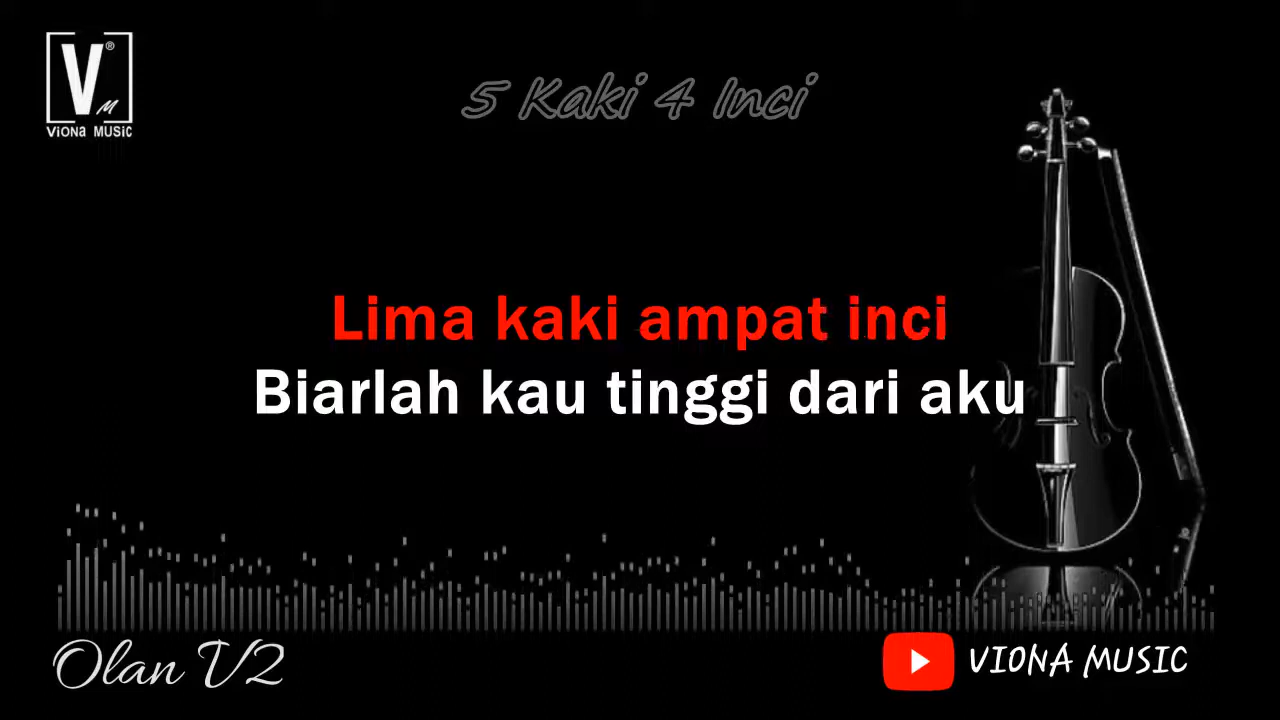 V®
M
VIONA MUSIC
5 Kaki 4 Inci
Lima kaki ampat inci
Biarlah kau tinggi dari aku
Olan V2
VIONA MUSIC